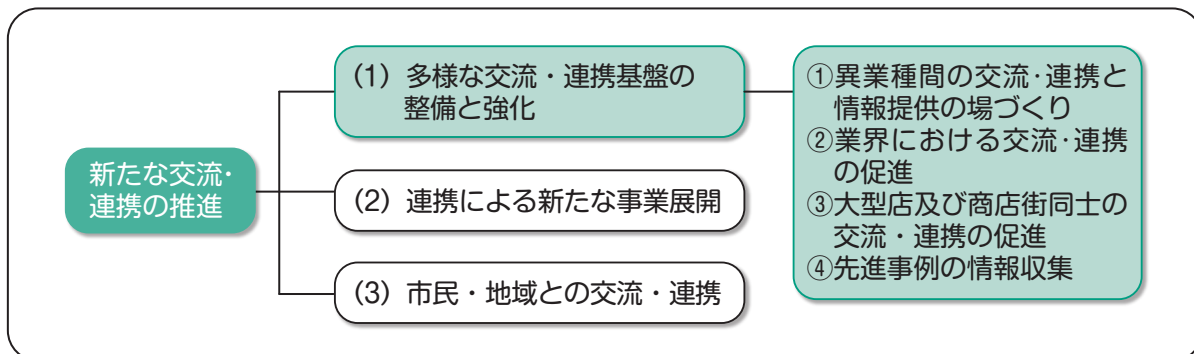 新たな交流・
連携の推進
(1) 多様な交流・連携基盤の
整備と強化
(2) 連携による新たな事業展開
(3) 市民・地域との交流・連携
①異業種間の交流・連携と
情報提供の場づくり
②業界における交流・連携
の促進
③大型店及び商店街同士の
交流・連携の促進
④先進事例の情報収集